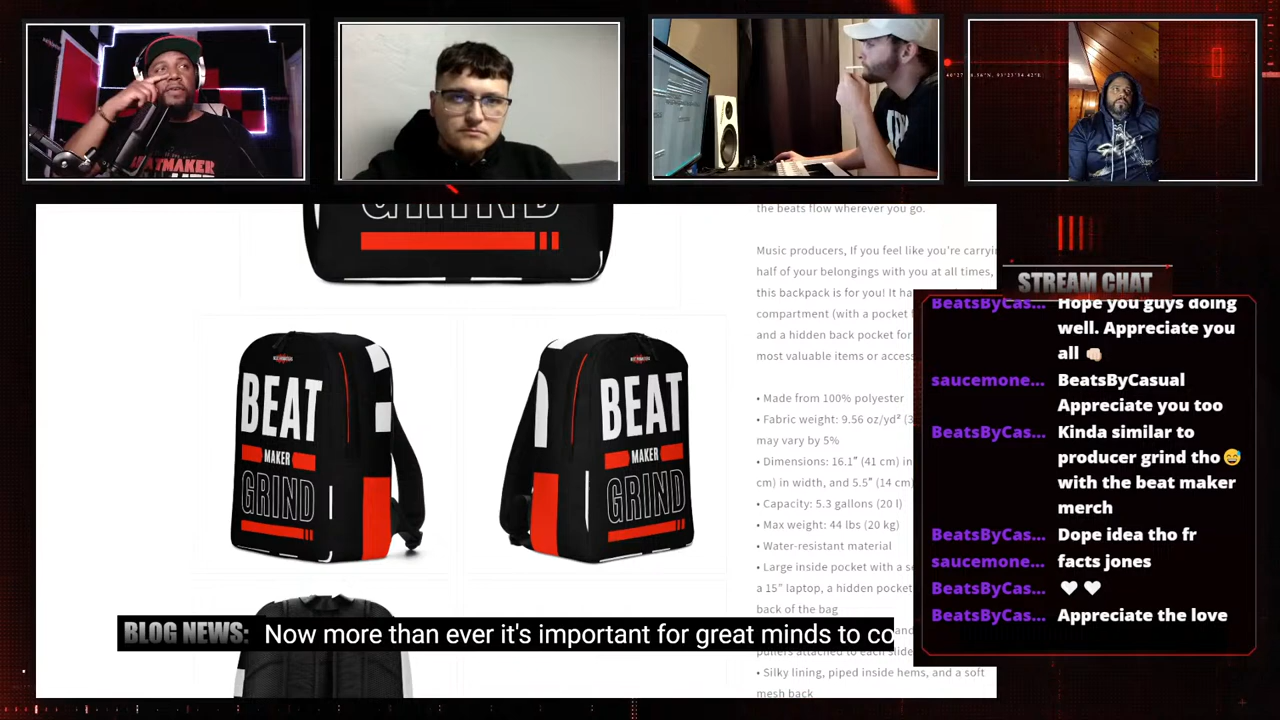 GRIND
the beats flow wherever you go.
Music producers, If you feel like you're carryin
half of your belongings with you at all times,
this backpack is for you! It ha
compartment (with a pocket f
and a hidden back pocket for
most valuable items or access
• Made from 100% polyester
• Fabric weight: 9.56 oz/yd² (3
may vary by 5%
• Dimensions: 16.1″ (41 cm) in
cm) in width, and 5.5″ (14 cm)
• Capacity: 5.3 gallons (20 l)
• Max weight: 44 lbs (20 kg)
• Water-resistant material
• Large inside pocket with a se
a 15” laptop, a hidden pocket
back of the bag
pullers attached to each slide
• Silky lining, piped inside hems, and a soft
mesh back
BEAT
MAKER
GRIND
BEAT
MAKER
GRIND
BLOG NEWS: Now more than ever it's important for great minds to co
STREAM CHAT
BeatsByCas... Hope you guys doing
well. Appreciate you
all 👊🏻
saucemone... BeatsByCasual
Appreciate you too
BeatsByCas... Kinda similar to
producer grind tho😅
with the beat maker
merch
BeatsByCas... Dope idea tho fr
saucemone... facts jones
BeatsByCas... ♥ ♥
BeatsByCas... Appreciate the love